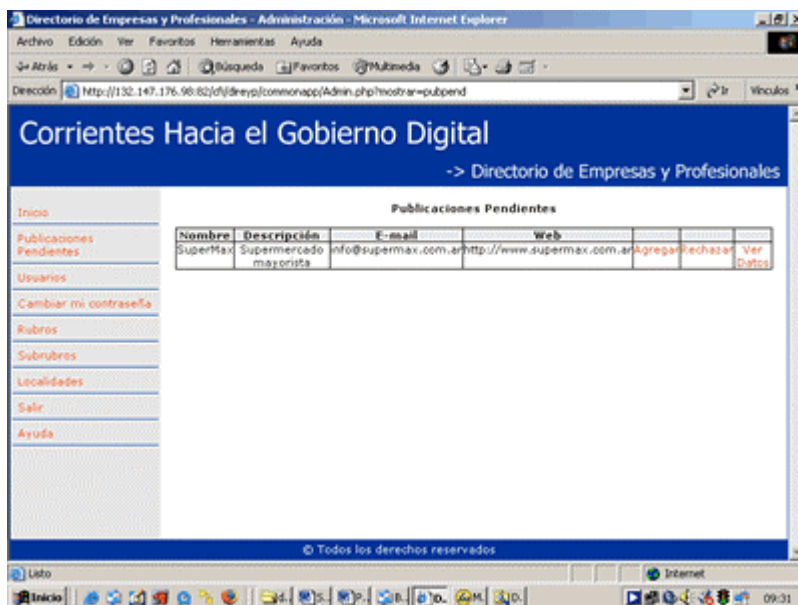 Directorio de Empresas y Profesionales - Administración - Microsoft Internet Explorer
Archivo Edición Ver Favoritos Herramientas Ayuda
Atrás Búsqueda Favoritos Multimedia
Dirección http://132.147.176.98:82/cfi/direyp/commonapp/Admin.php?mostrar=pubpend Ir Vínculos
Corrientes Hacia el Gobierno Digital
-> Directorio de Empresas y Profesionales
Inicio
Publicaciones
Pendientes
Usuarios
Cambiar mi contraseña
Rubros
Subrubros
Localidades
Salir
Ayuda
Publicaciones Pendientes
Nombre Descripción E-mail Web
SuperMax Supermercado info@supermax.com.ar http://www.supermax.com.ar Agregar Rechazar Ver
mayorista Datos
© Todos los derechos reservados
Listo Internet
Inicio d. S. P. B. D. M. D. 09:31